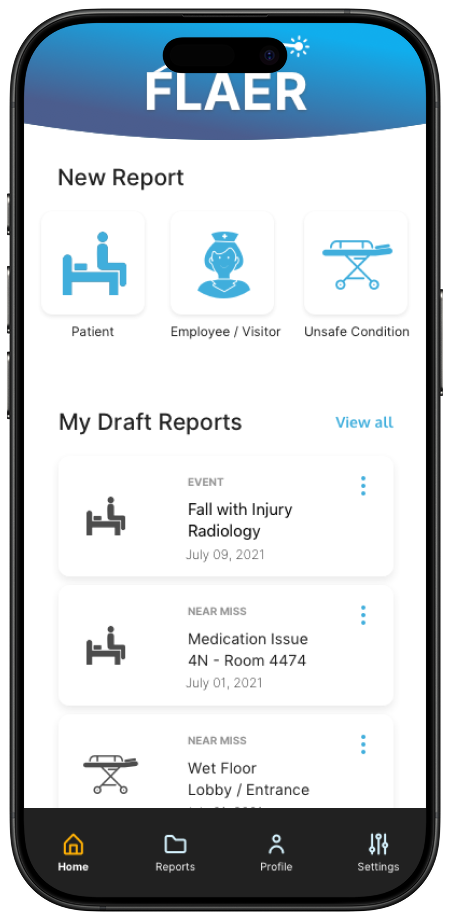 FLAER
New Report
Patient
Employee / Visitor
Unsafe Condition
My Draft Reports
View all
EVENT
Fall with Injury
Radiology
July 09, 2021
NEAR MISS
Medication Issue
4N - Room 4474
July 01, 2021
NEAR MISS
Wet Floor
Lobby / Entrance
Home
Reports
Profile
Settings